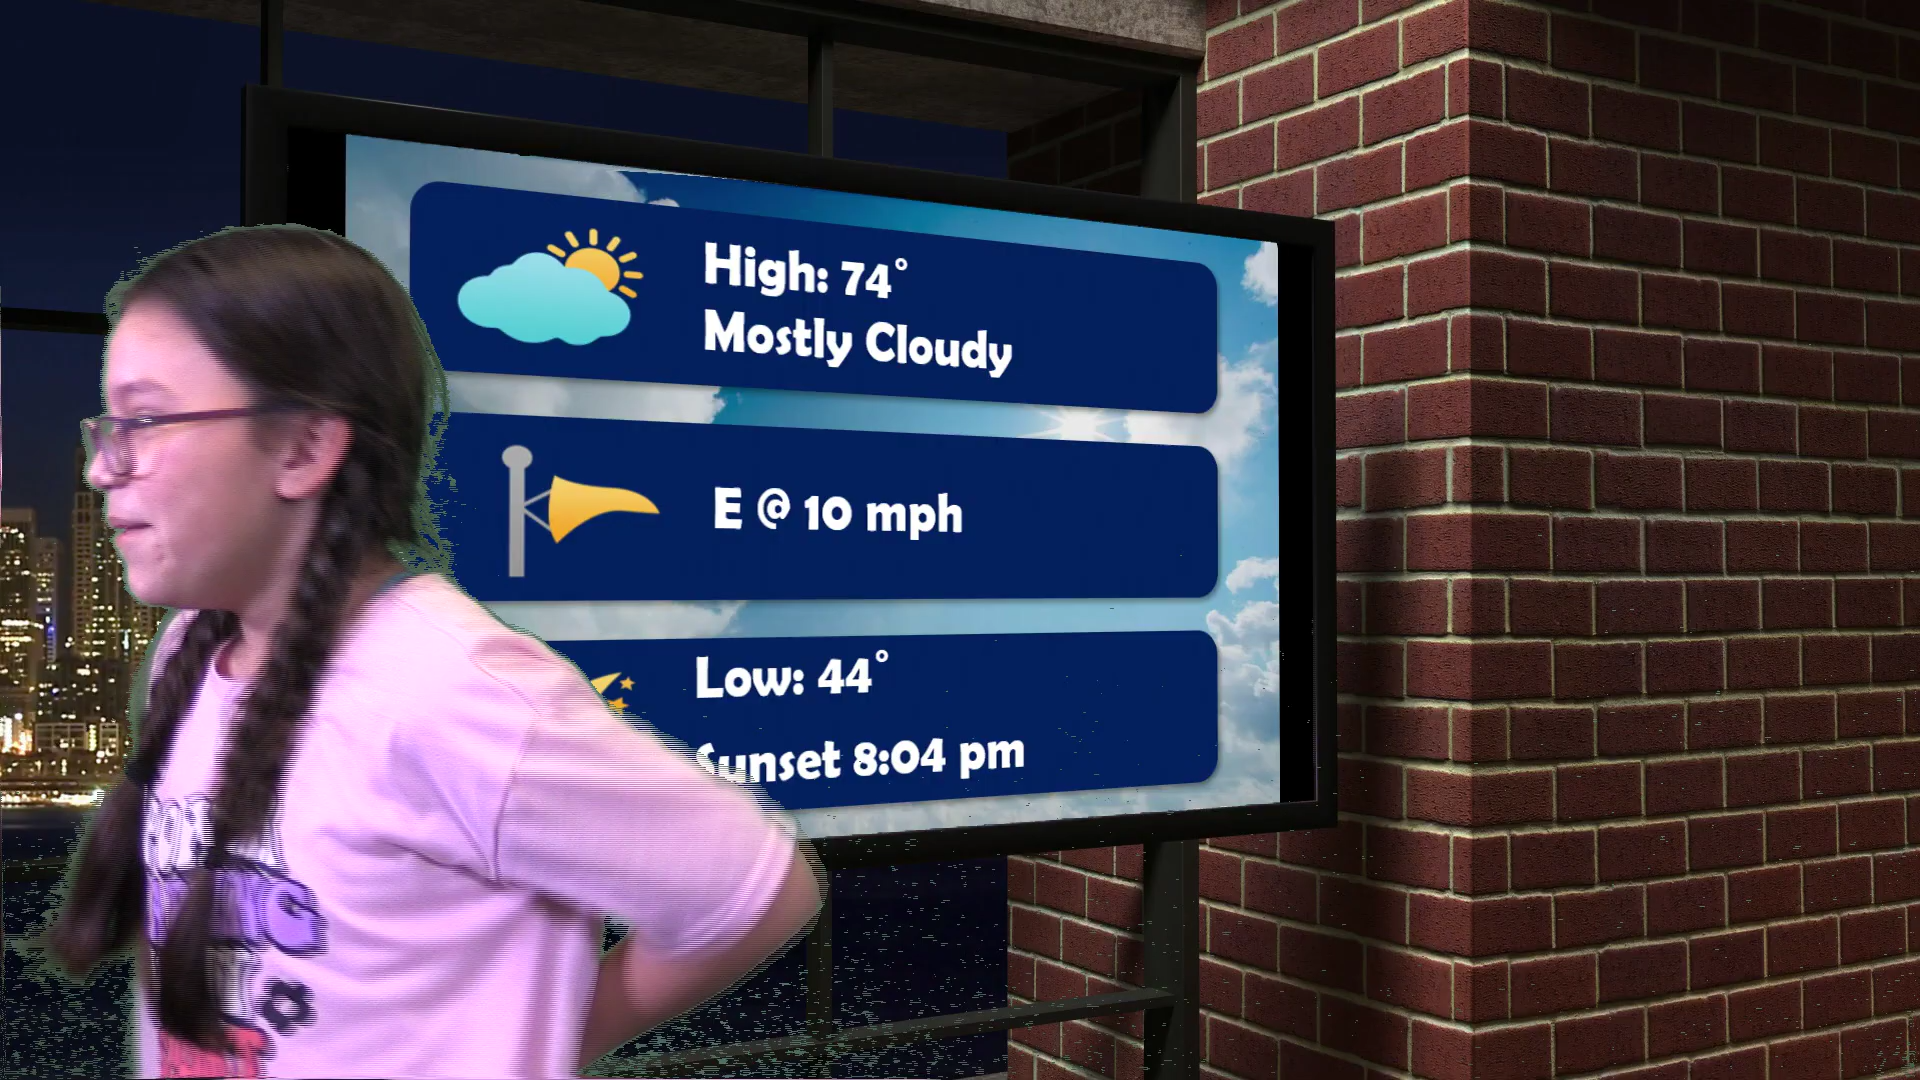 High: 74°
Mostly Cloudy
E @ 10 mph
Low: 44°
Sunset 8:04 pm